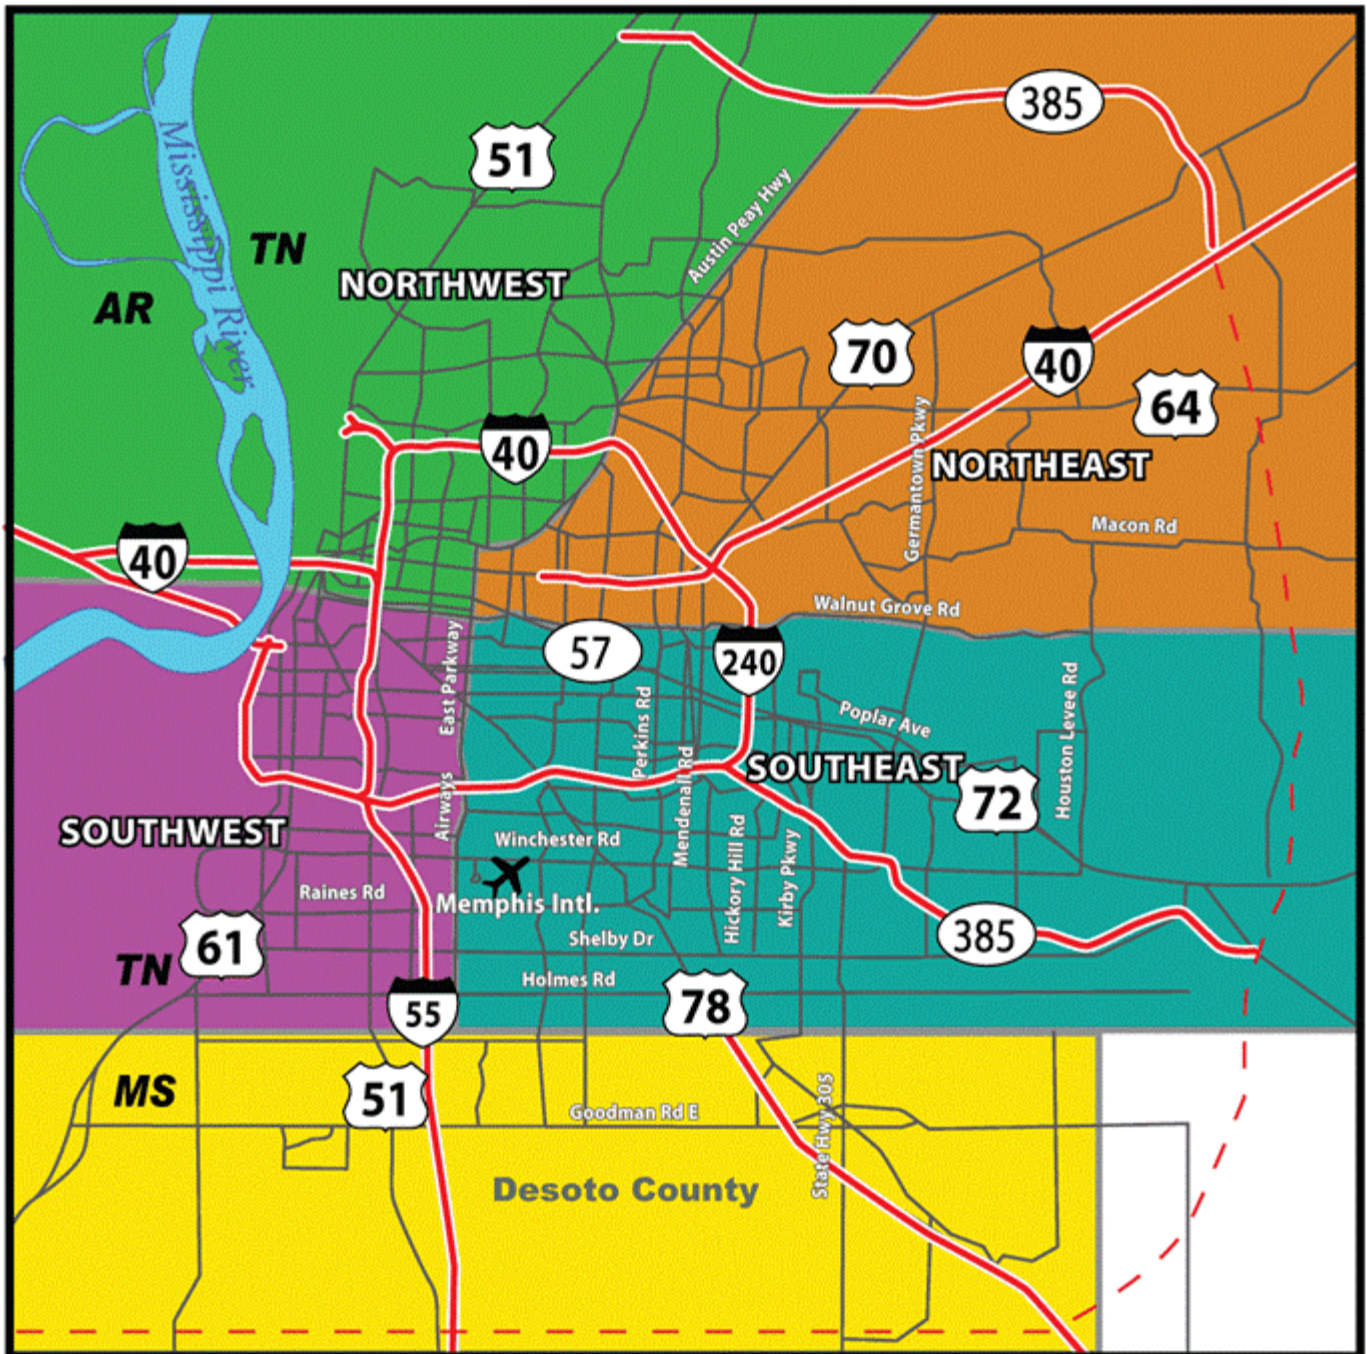 385
51
Mississippi River
Austin Peay Hwy
TN
NORTHWEST
AR
70
40
64
Germantown Pkwy
40
NORTHEAST
Macon Rd
40
Walnut Grove Rd
57
240
East Parkway
Perkins Rd
Poplar Ave
Houston Levee Rd
Mendenhall Rd
SOUTHEAST
72
Airways
SOUTHWEST
Winchester Rd
Hickory Hill Rd
Kirby Pkwy
Raines Rd
Memphis Intl.
61
Shelby Dr
385
TN
Holmes Rd
78
55
MS
51
Goodman Rd E
State Hwy 305
Desoto County